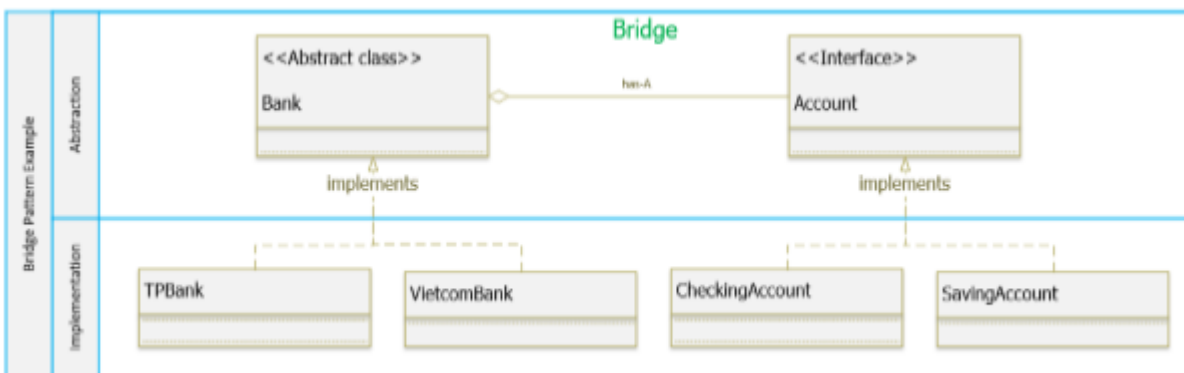 Bridge Pattern Example
Abstraction
Bridge
<<Abstract class>>
Bank
has-A
<<Interface>>
Account
implements
implements
Implementation
TPBank
VietcomBank
CheckingAccount
SavingAccount